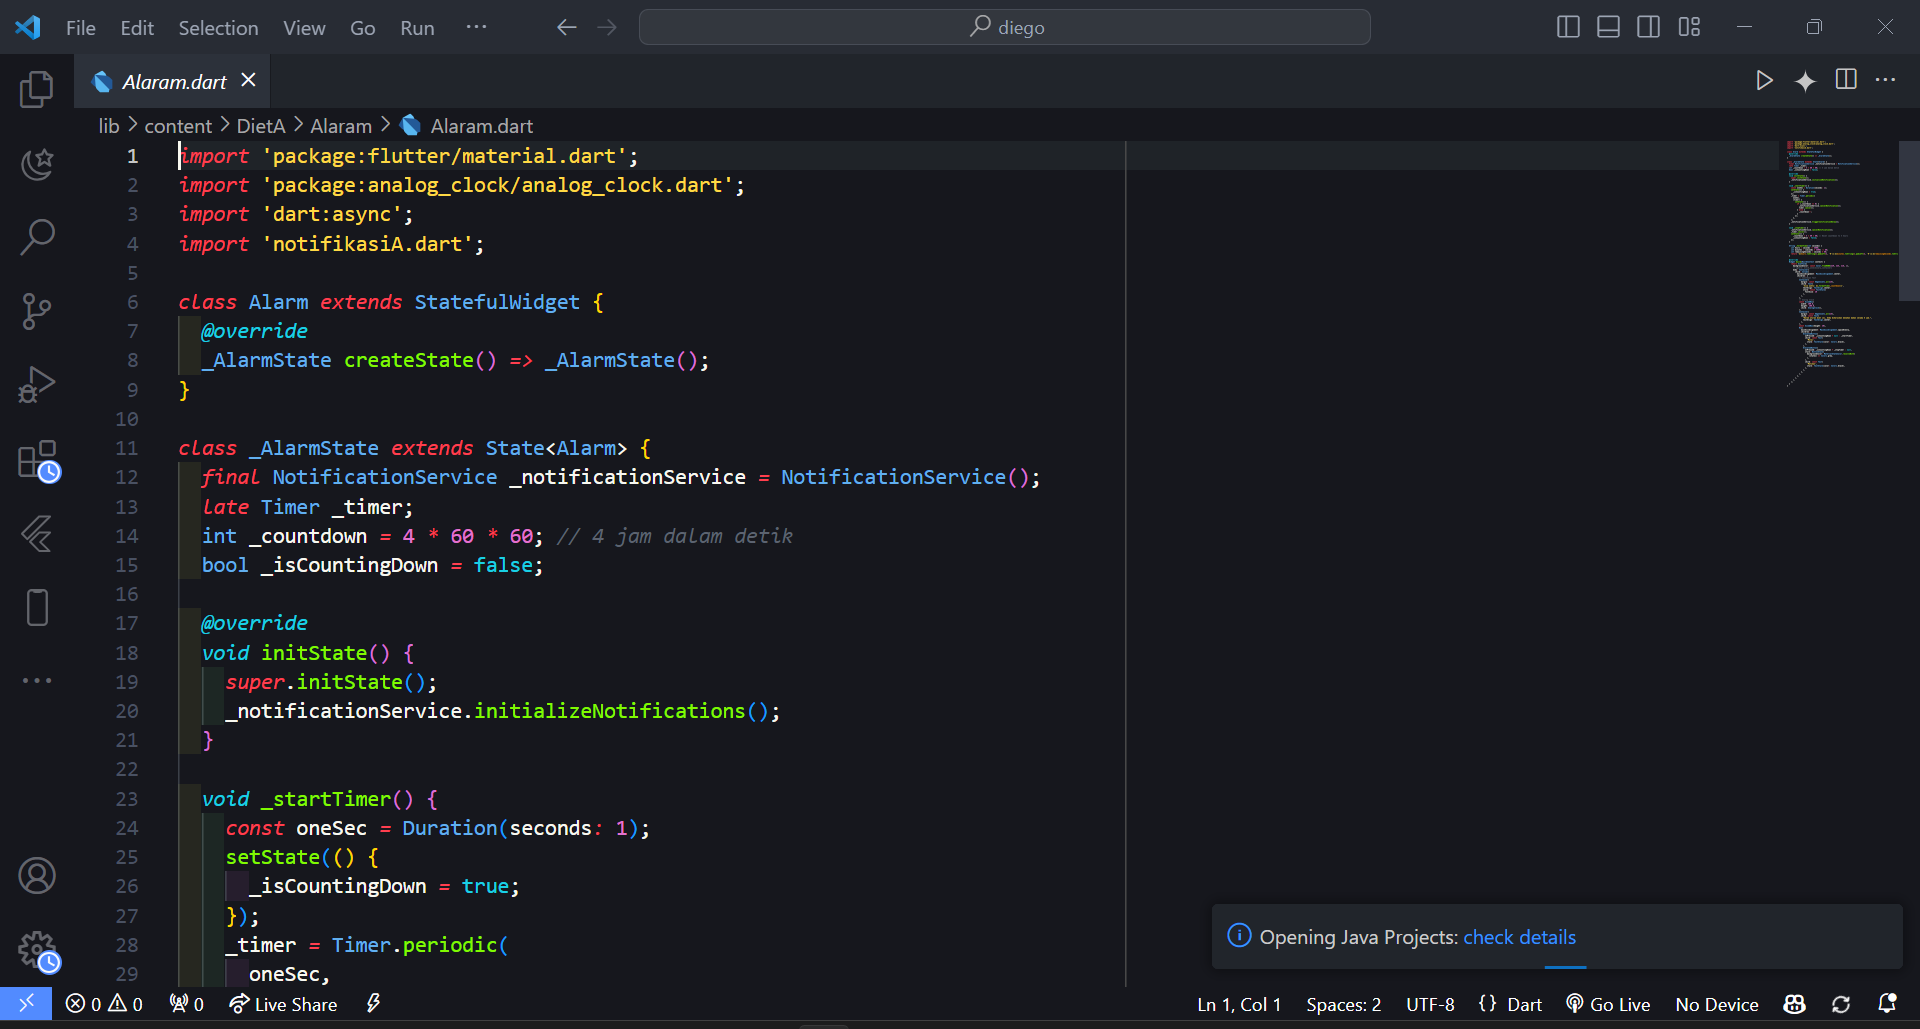 File Edit Selection View Go Run ··· diego
Alaram.dart
lib > content > DietA > Alaram > Alaram.dart
1 import 'package:flutter/material.dart';
2 import 'package:analog_clock/analog_clock.dart';
3 import 'dart:async';
4 import 'notifikasiA.dart';
5
6 class Alarm extends StatefulWidget {
7 @override
8 _AlarmState createState() => _AlarmState();
9 }
10
11 class _AlarmState extends State<Alarm> {
12 final NotificationService _notificationService = NotificationService();
13 late Timer _timer;
14 int _countdown = 4 * 60 * 60; // 4 jam dalam detik
15 bool _isCountingDown = false;
16
17 @override
18 void initState() {
19 super.initState();
20 _notificationService.initializeNotifications();
21 }
22
23 void _startTimer() {
24 const oneSec = Duration(seconds: 1);
25 setState(() {
26 _isCountingDown = true;
27 });
28 _timer = Timer.periodic(
29 oneSec,
Opening Java Projects: check details
0 0 0 Live Share Ln 1, Col 1 Spaces: 2 UTF-8 {} Dart Go Live No Device